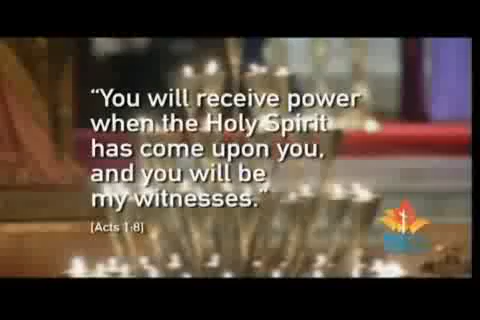 “You will receive power
when the Holy Spirit
has come upon you,
and you will be
my witnesses.”
[Acts 1:8]